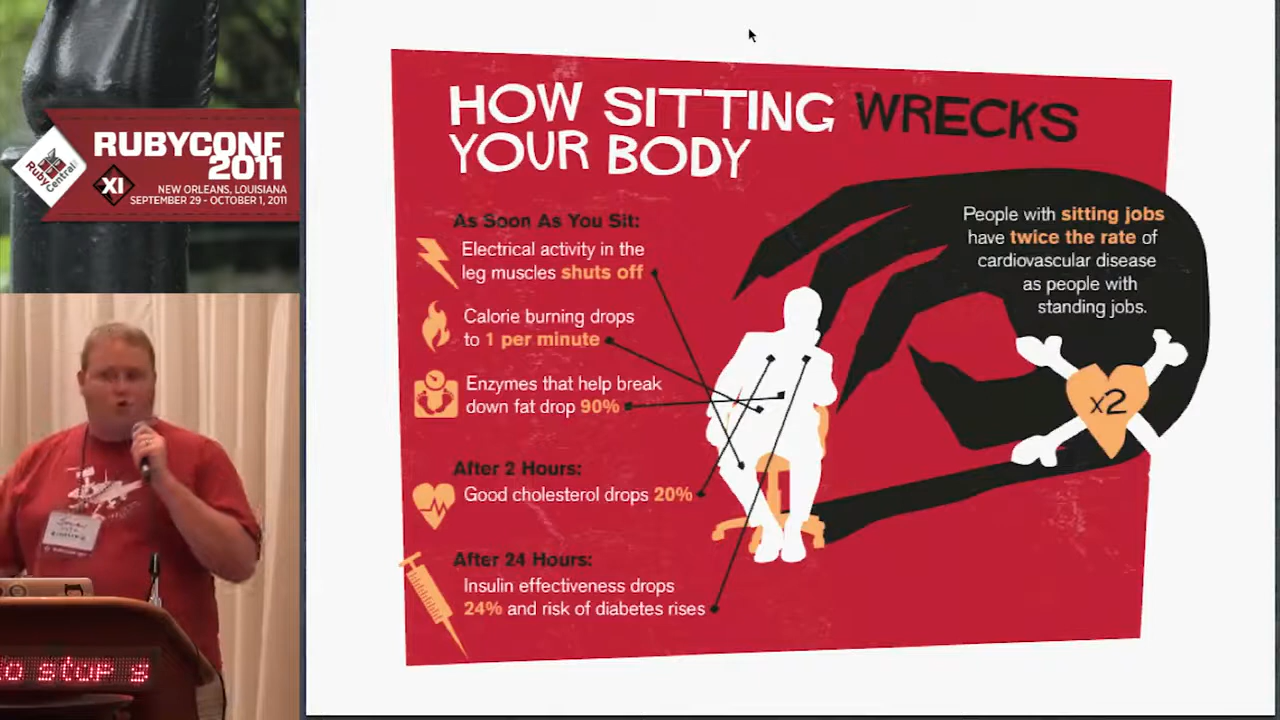 RUBYCONF
2011
RubyCentral
XI
NEW ORLEANS, LOUISIANA
SEPTEMBER 29 - OCTOBER 1, 2011
to stop s
HOW SITTING WRECKS
YOUR BODY
As Soon As You Sit:
Electrical activity in the
leg muscles shuts off
Calorie burning drops
to 1 per minute
Enzymes that help break
down fat drop 90%
After 2 Hours:
Good cholesterol drops 20%
After 24 Hours:
Insulin effectiveness drops
24% and risk of diabetes rises
People with sitting jobs
have twice the rate of
cardiovascular disease
as people with
standing jobs.
x2